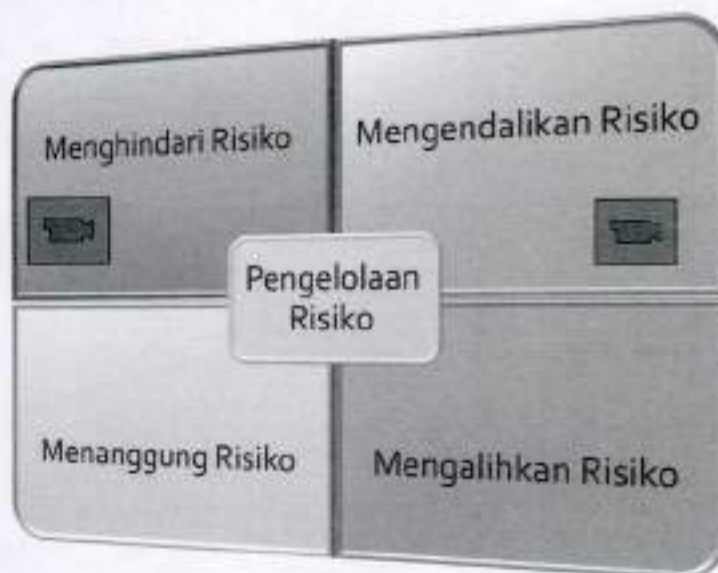 Menghindari Risiko
Mengendalikan Risiko
Pengelolaan
Risiko
Menanggung Risiko
Mengalihkan Risiko